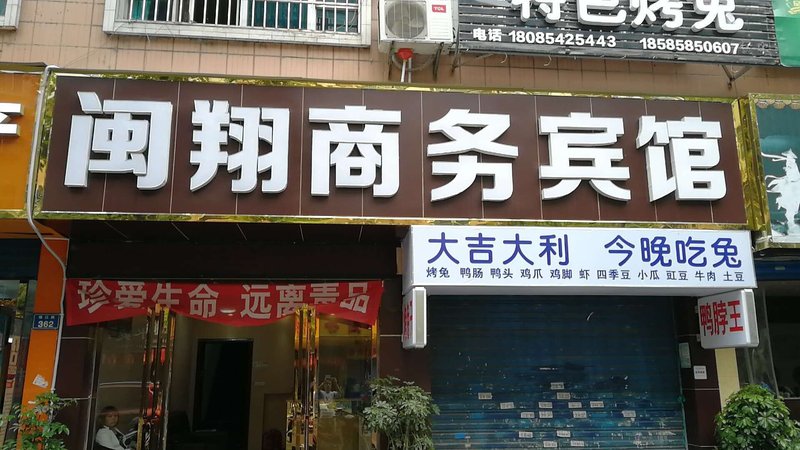 特色烤兔
电话 18085425443 18585850607
闽翔商务宾馆
大吉大利 今晚吃兔
烤兔 鸭肠 鸭头 鸡爪 鸡脚 虾 四季豆 小瓜 豇豆 牛肉 土豆
珍爱生命 远离毒品
鸭脖王
362
TCL